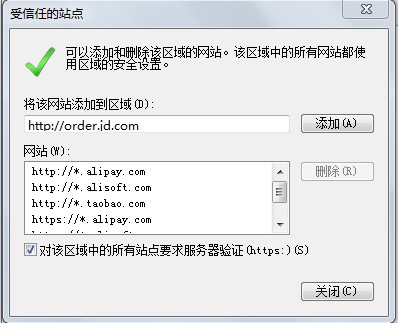 受信任的站点
可以添加和删除该区域的网站。该区域中的所有网站都使
用区域的安全设置。
将该网站添加到区域(D):
http://order.jd.com
添加(A)
网站(W):
http://*.alipay.com
http://*.alisoft.com
http://*.taobao.com
https://*.alipay.com
删除(R)
对该区域中的所有站点要求服务器验证(https:)(S)
关闭(C)